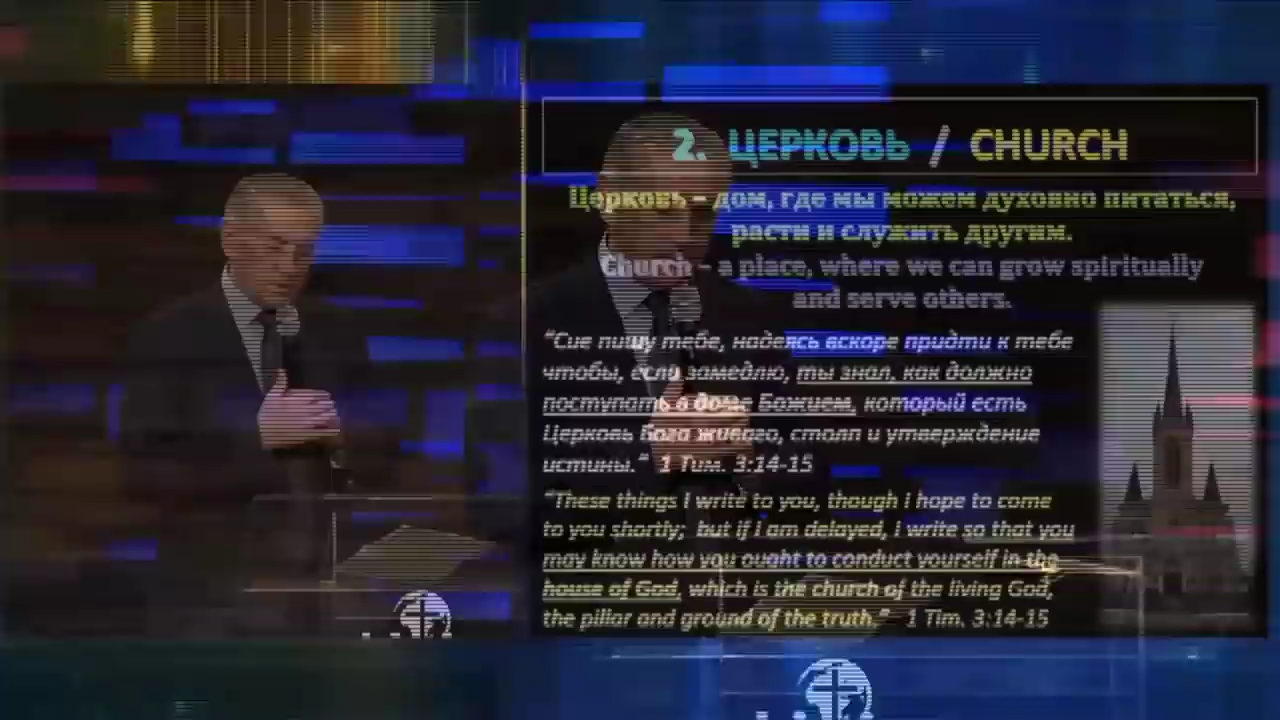 2. ЦЕРКОВЬ / CHURCH
Церковь – дом, где мы можем духовно питаться,
расти и служить другим.
Church – a place, where we can grow spiritually
and serve others.
“Сие пишу тебе, надеясь вскоре придти к тебе
чтобы, если замедлю, ты знал, как должно
поступать в доме Божием, который есть
Церковь Бога живаго, столп и утверждение
истины.“ 1 Тим. 3:14-15
“These things I write to you, though I hope to come
to you shortly; but if I am delayed, I write so that you
may know how you ought to conduct yourself in the
house of God, which is the church of the living God,
the pillar and ground of the truth.” 1 Tim. 3:14-15